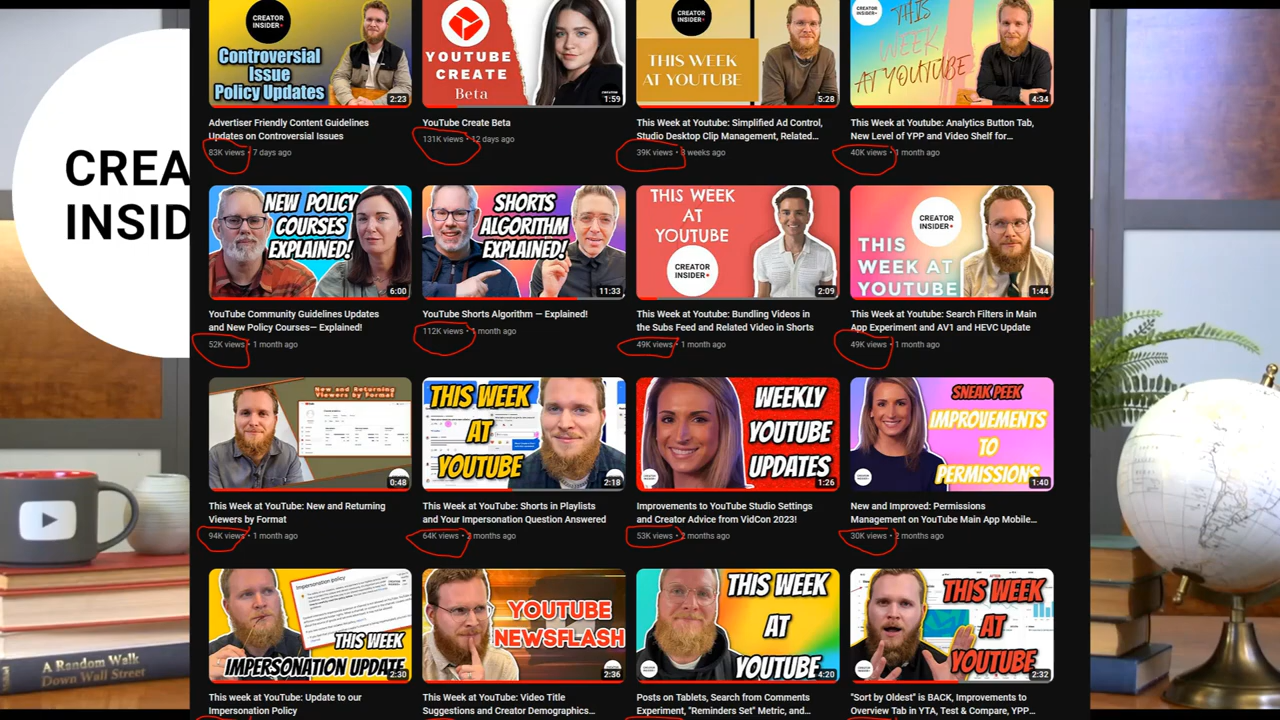 CREA
INSID
A Random Walk
Down Wall Street
CREATOR
INSIDER
Controversial
Issue
Policy Updates
2:23
YOUTUBE
CREATE
Beta
1:59
CREATOR
INSIDER
THIS WEEK
AT YOUTUBE
5:28
THIS
WEEK
AT YOUTUBE
4:34
Advertiser Friendly Content Guidelines
Updates on Controversial Issues
83K views • 7 days ago
YouTube Create Beta
131K views • 12 days ago
This Week at Youtube: Simplified Ad Control,
Studio Desktop Clip Management, Related...
39K views • 3 weeks ago
This Week at Youtube: Analytics Button Tab,
New Level of YPP and Video Shelf for...
40K views • 1 month ago
NEW POLICY
COURSES
EXPLAINED!
6:00
SHORTS
ALGORITHM
EXPLAINED!
11:33
THIS WEEK
AT
YOUTUBE
CREATOR
INSIDER
2:09
CREATOR
INSIDER
THIS
WEEK AT
YOUTUBE
1:44
YouTube Community Guidelines Updates
and New Policy Courses— Explained!
52K views • 1 month ago
YouTube Shorts Algorithm — Explained!
112K views • 1 month ago
This Week at Youtube: Bundling Videos in
the Subs Feed and Related Video in Shorts
49K views • 1 month ago
This Week at Youtube: Search Filters in Main
App Experiment and AV1 and HEVC Update
49K views • 1 month ago
New and Returning
Viewers by Format
0:48
THIS WEEK
AT
YOUTUBE
2:18
WEEKLY
YOUTUBE
UPDATES
1:26
SNEAK PEEK
IMPROVEMENTS
TO
PERMISSIONS
1:40
This Week at YouTube: New and Returning
Viewers by Format
94K views • 1 month ago
This Week at YouTube: Shorts in Playlists
and Your Impersonation Question Answered
64K views • 2 months ago
Improvements to YouTube Studio Settings
and Creator Advice from VidCon 2023!
53K views • 2 months ago
New and Improved: Permissions
Management on YouTube Main App Mobile...
30K views • 2 months ago
Impersonation policy
THIS WEEK
IMPERSONATION UPDATE
2:30
YOUTUBE
NEWSFLASH
2:36
THIS WEEK
AT
YOUTUBE
4:20
THIS WEEK
AT
YOUTUBE
2:32
This week at YouTube: Update to our
Impersonation Policy
This Week at YouTube: Video Title
Suggestions and Creator Demographics...
Posts on Tablets, Search from Comments
Experiment, "Reminders Set" Metric, and...
"Sort by Oldest" is BACK, Improvements to
Overview Tab in YTA, Test & Compare, YPP...